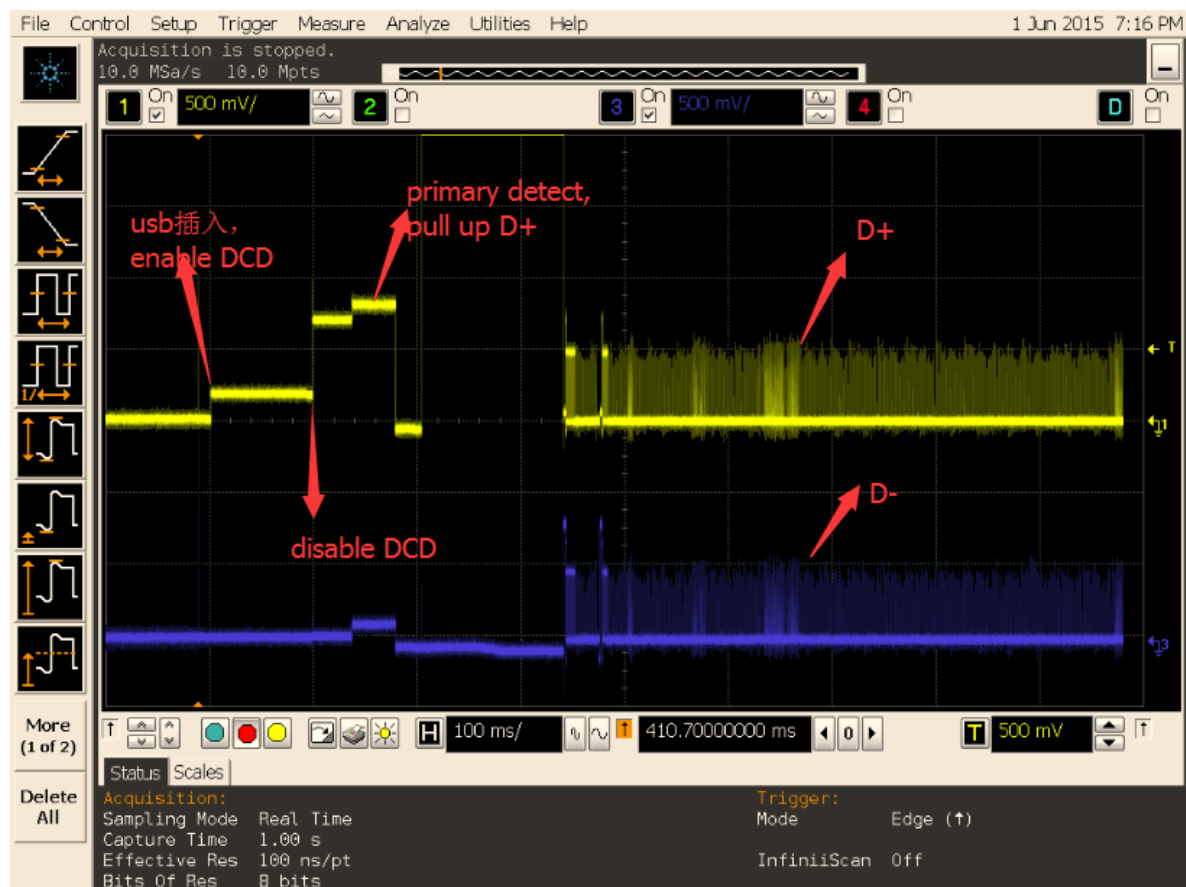 File Control Setup Trigger Measure Analyze Utilities Help 1 Jun 2015 7:16 PM
Acquisition is stopped.
10.0 MSa/s 10.0 Mpts
1 On 500 mV/ 2 On 3 On 500 mV/ 4 On D On
primary detect,
pull up D+
usb插入，
enable DCD
D+
T
1/
1
D-
disable DCD
3
More
(1 of 2)
H 100 ms/ 410.70000000 ms 0 T 500 mV
Status Scales
Delete
All
Acquisition:
Sampling Mode Real Time
Capture Time 1.00 s
Effective Res 100 ns/pt
Bits Of Res 8 bits
Trigger:
Mode Edge (↑)
InfiniiScan Off